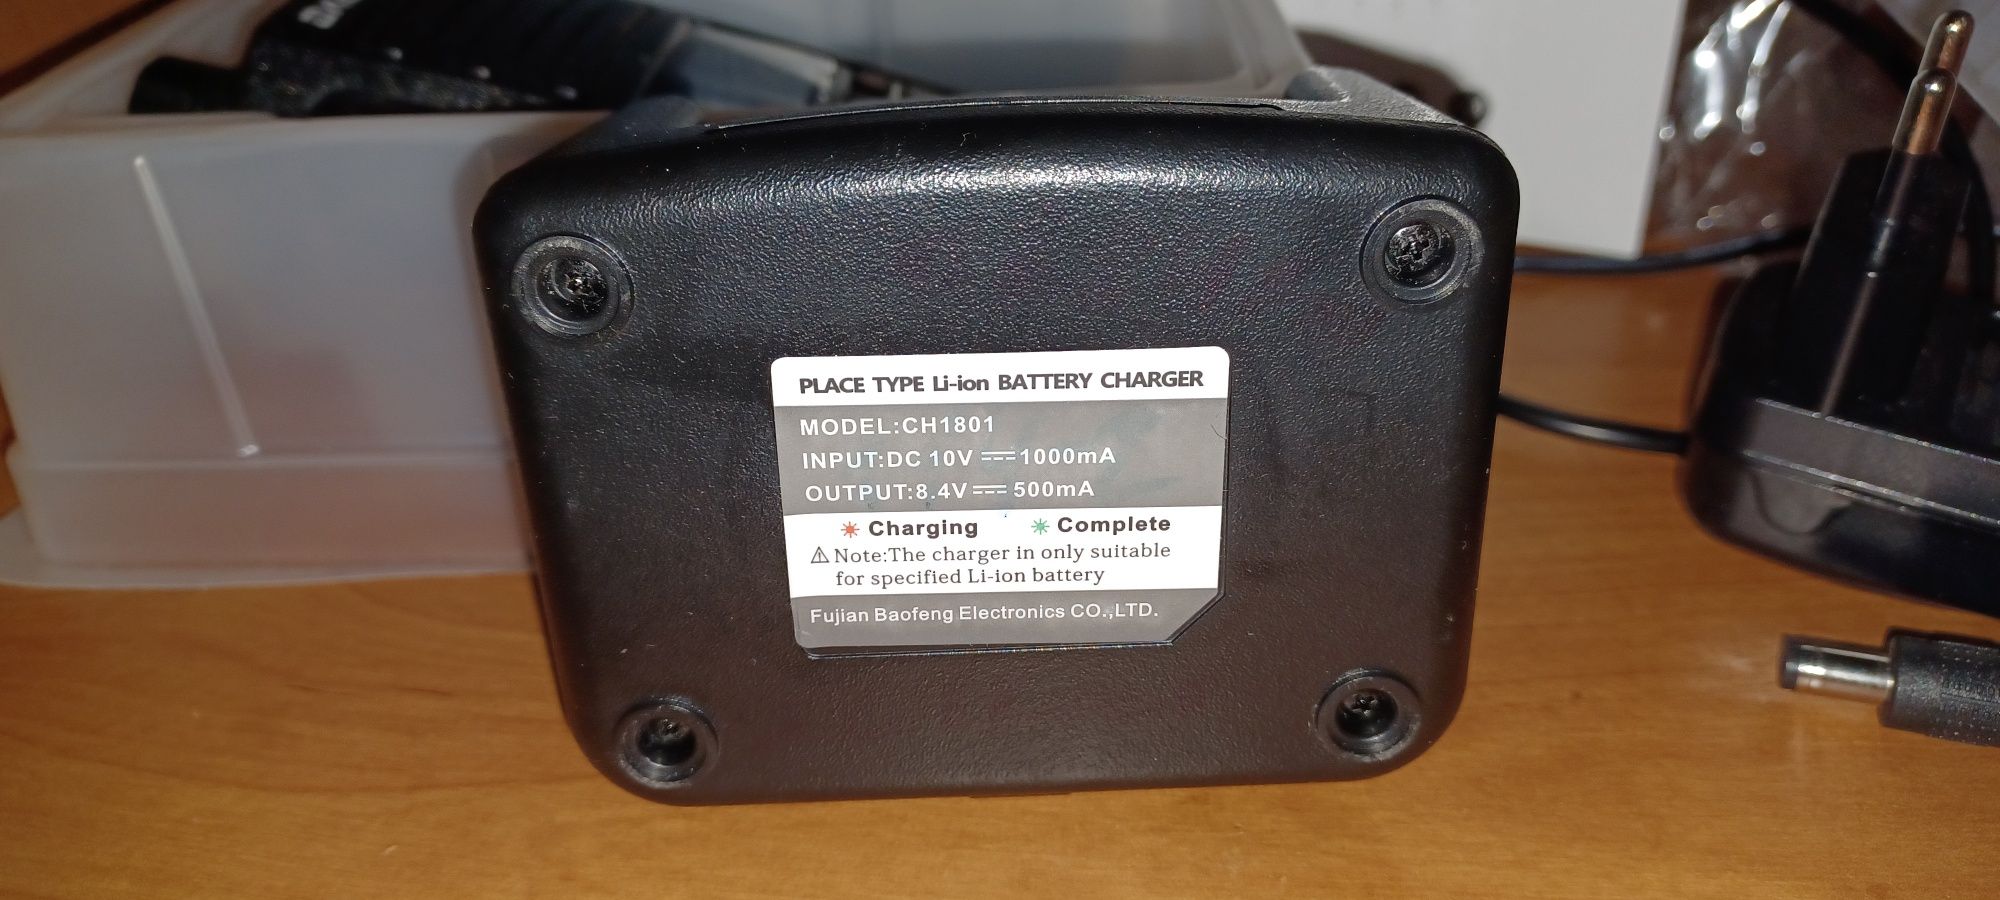 PLACE TYPE Li-ion BATTERY CHARGER
MODEL:CH1801
INPUT:DC 10V ⎓ 1000mA
OUTPUT:8.4V ⎓ 500mA
Charging Complete
⚠ Note:The charger in only suitable
for specified Li-ion battery
Fujian Baofeng Electronics CO.,LTD.